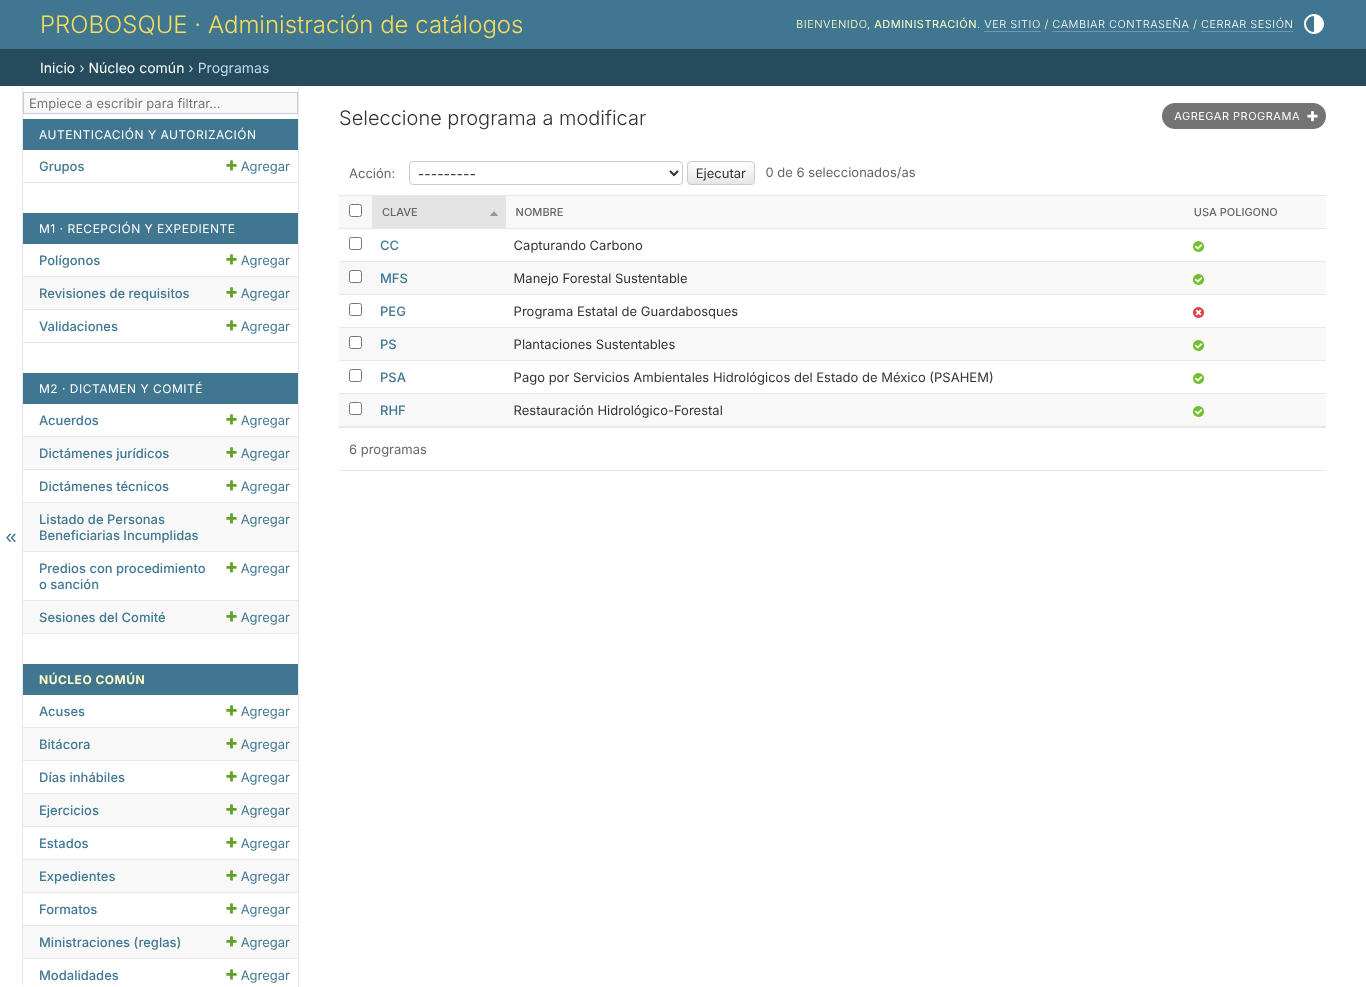 PROBOSQUE · Administración de catálogos
BIENVENIDO, ADMINISTRACIÓN. VER SITIO / CAMBIAR CONTRASEÑA / CERRAR SESIÓN
Inicio › Núcleo común › Programas
Empiece a escribir para filtrar...
AUTENTICACIÓN Y AUTORIZACIÓN
Grupos Agregar
M1 · RECEPCIÓN Y EXPEDIENTE
Polígonos Agregar
Revisiones de requisitos Agregar
Validaciones Agregar
M2 · DICTAMEN Y COMITÉ
Acuerdos Agregar
Dictámenes jurídicos Agregar
Dictámenes técnicos Agregar
Listado de Personas Agregar
Beneficiarias Incumplidas
Predios con procedimiento Agregar
o sanción
Sesiones del Comité Agregar
NÚCLEO COMÚN
Acuses Agregar
Bitácora Agregar
Días inhábiles Agregar
Ejercicios Agregar
Estados Agregar
Expedientes Agregar
Formatos Agregar
Ministraciones (reglas) Agregar
Modalidades Agregar
«
Seleccione programa a modificar
AGREGAR PROGRAMA
Acción: --------- Ejecutar 0 de 6 seleccionados/as
CLAVE NOMBRE USA POLIGONO
CC Capturando Carbono
MFS Manejo Forestal Sustentable
PEG Programa Estatal de Guardabosques
PS Plantaciones Sustentables
PSA Pago por Servicios Ambientales Hidrológicos del Estado de México (PSAHEM)
RHF Restauración Hidrológico-Forestal
6 programas